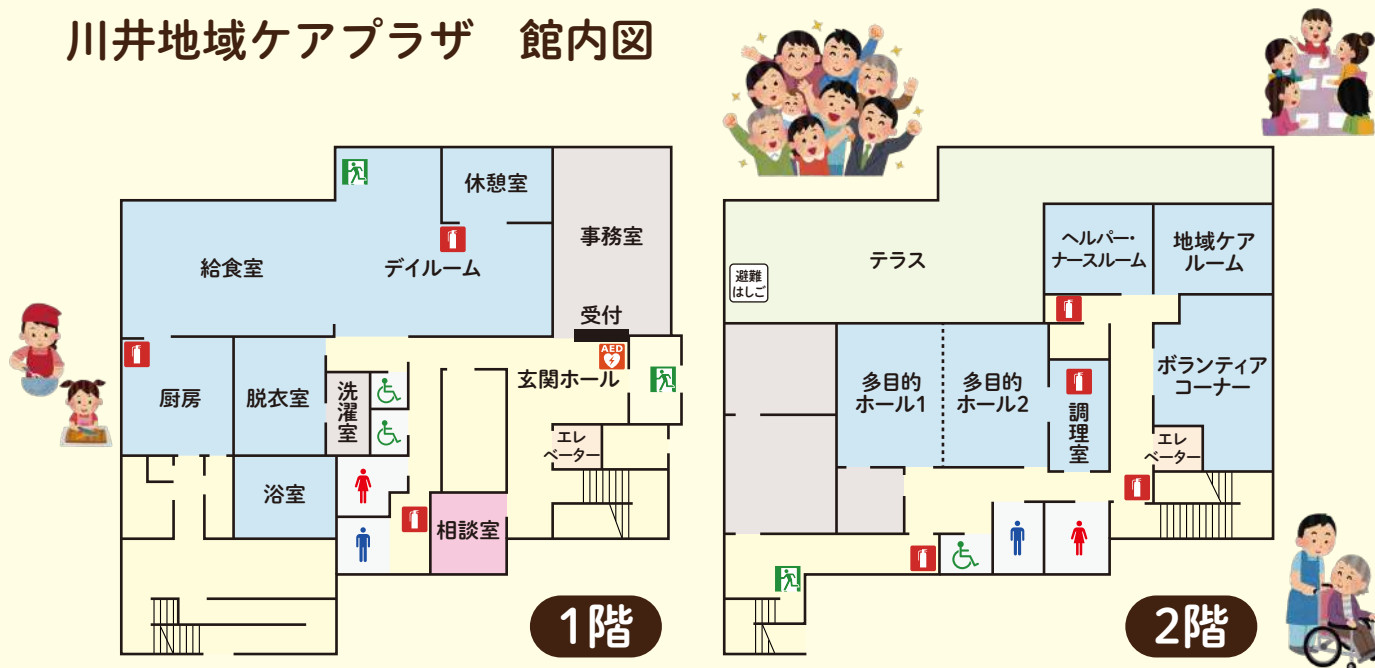 川井地域ケアプラザ　館内図
休憩室
事務室
給食室
デイルーム
受付
AED
玄関ホール
厨房
脱衣室
洗濯室
エレ
ベーター
浴室
相談室
1階
テラス
避難
はしご
ヘルパー・
ナースルーム
地域ケア
ルーム
多目的
ホール1
多目的
ホール2
調理室
ボランティア
コーナー
エレ
ベーター
2階